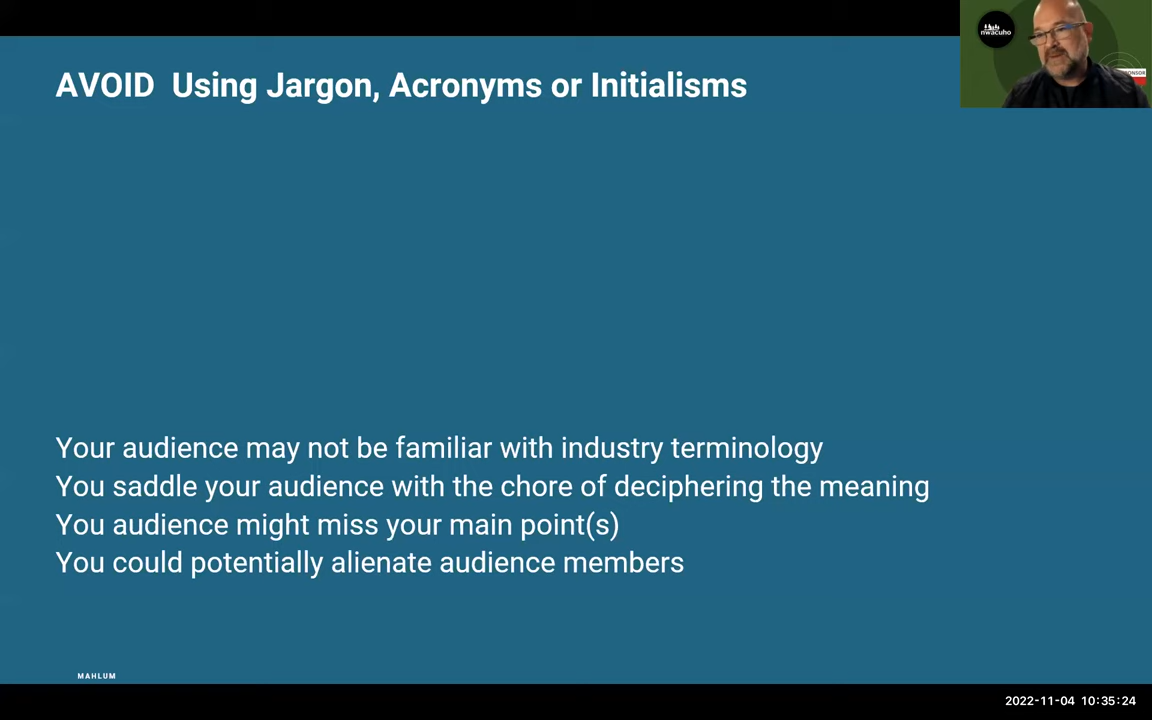 AVOID  Using Jargon, Acronyms or Initialisms
nwacuho
Your audience may not be familiar with industry terminology
You saddle your audience with the chore of deciphering the meaning
You audience might miss your main point(s)
You could potentially alienate audience members
MAHLUM
2022-11-04 10:35:24